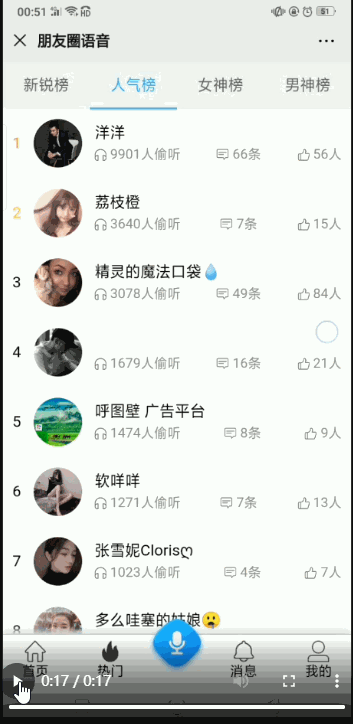 00:51 HD 51
朋友圈语音
新锐榜 人气榜 女神榜 男神榜
1 洋洋
9901人偷听 66条 56人
2 荔枝橙
3640人偷听 7条 15人
3 精灵的魔法口袋💧
3078人偷听 49条 84人
4
1679人偷听 16条 21人
5 呼图壁 广告平台
1474人偷听 8条 9人
6 软咩咩
1271人偷听 7条 13人
7 张雪妮Clorisღ
1023人偷听 4条 7人
8 多么哇塞的姑娘😮
首页 热门 消息 我的
0:17 / 0:17